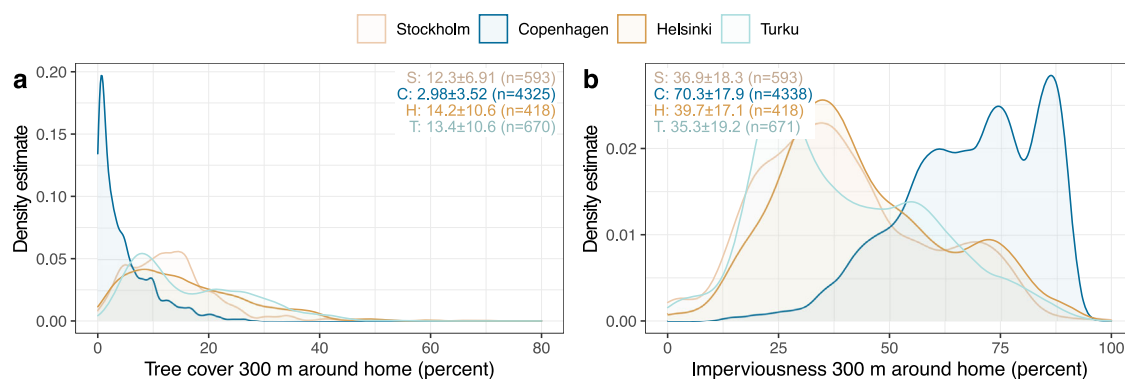 Stockholm Copenhagen Helsinki Turku
a
S: 12.3±6.91 (n=593)
C: 2.98±3.52 (n=4325)
H: 14.2±10.6 (n=418)
T: 13.4±10.6 (n=670)
0.20
0.15
0.10
0.05
0.00
Density estimate
0 20 40 60 80
Tree cover 300 m around home (percent)
b
S: 36.9±18.3 (n=593)
C: 70.3±17.9 (n=4338)
H: 39.7±17.1 (n=418)
T: 35.3±19.2 (n=671)
0.02
0.01
0.00
Density estimate
0 25 50 75 100
Imperviousness 300 m around home (percent)